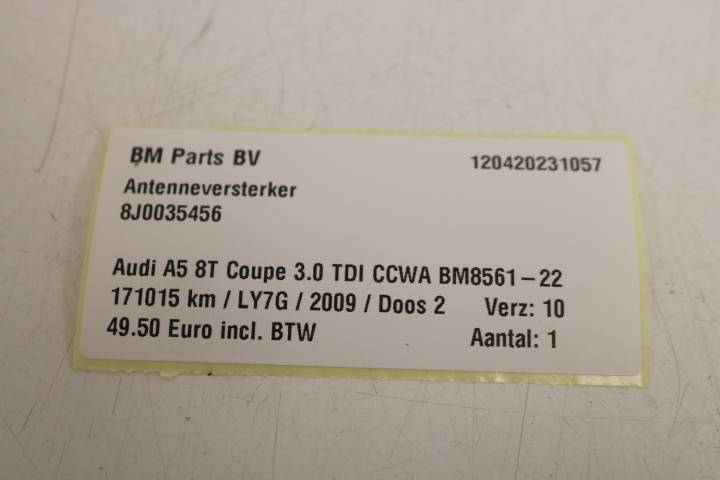 BM Parts BV 120420231057
Antenneversterker
8J0035456
Audi A5 8T Coupe 3.0 TDI CCWA BM8561-22
171015 km / LY7G / 2009 / Doos 2 Verz: 10
49.50 Euro incl. BTW Aantal: 1